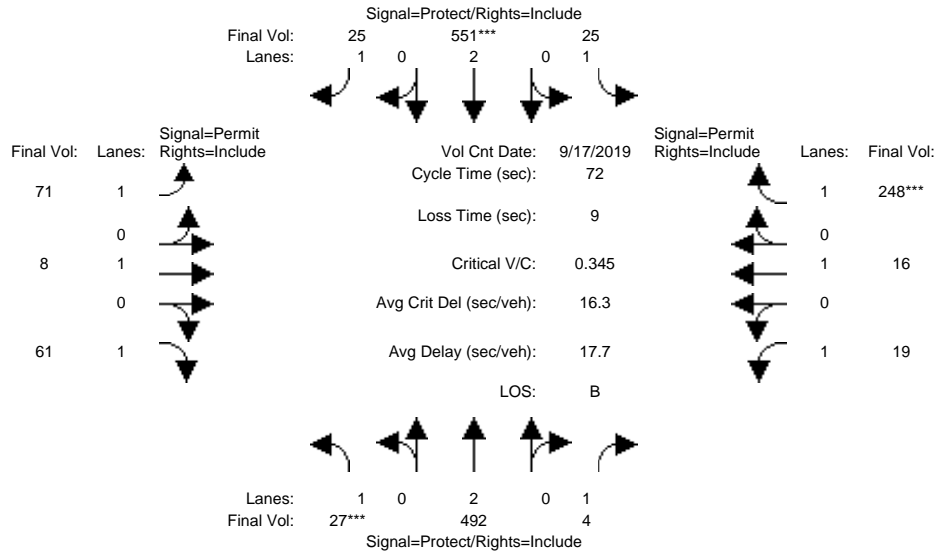 Signal=Protect/Rights=Include
Final Vol: 25 551*** 25
Lanes: 1 0 2 0 1
Signal=Permit
Final Vol: Lanes: Rights=Include
Vol Cnt Date: 9/17/2019
Signal=Permit
Rights=Include Lanes: Final Vol:
Cycle Time (sec): 72
71 1
1 248***
Loss Time (sec): 9
0
0
8 1
Critical V/C: 0.345
1 16
0
Avg Crit Del (sec/veh): 16.3
0
61 1
Avg Delay (sec/veh): 17.7
1 19
LOS: B
Lanes: 1 0 2 0 1
Final Vol: 27*** 492 4
Signal=Protect/Rights=Include